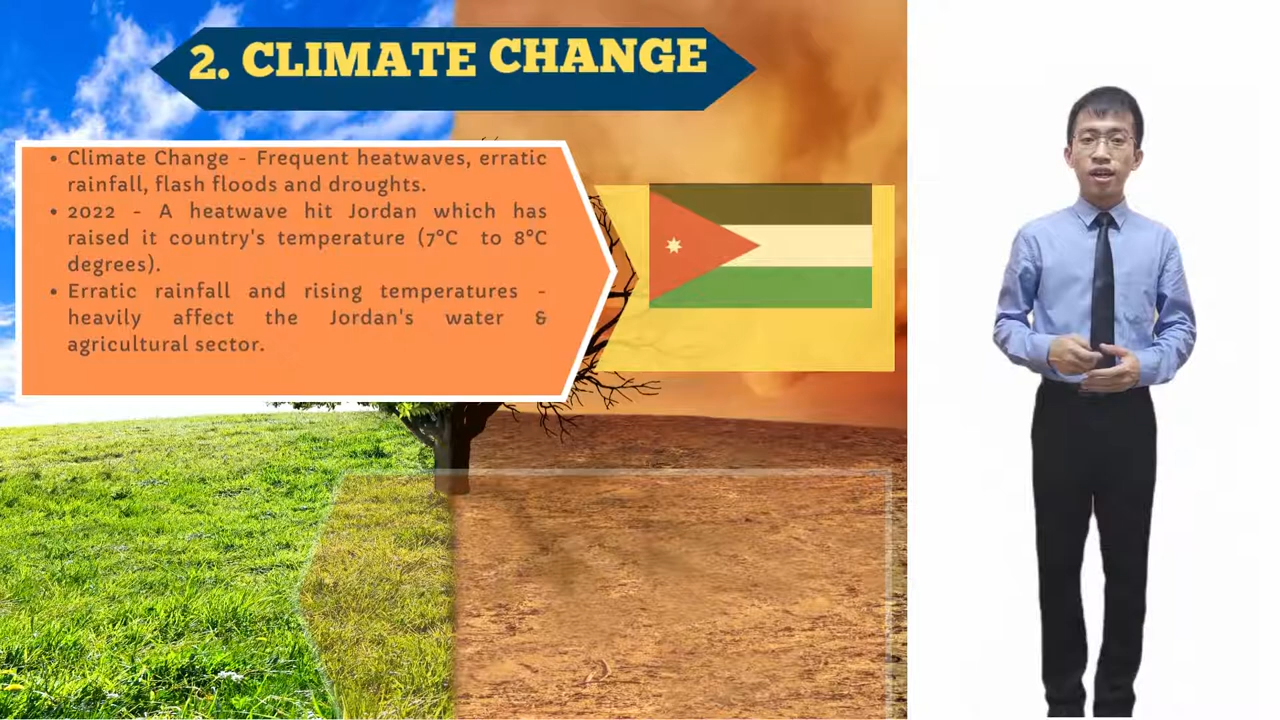 2. CLIMATE CHANGE
• Climate Change - Frequent heatwaves, erratic
rainfall, flash floods and droughts.
• 2022 - A heatwave hit Jordan which has
raised it country's temperature (7°C to 8°C
degrees).
• Erratic rainfall and rising temperatures -
heavily affect the Jordan's water &
agricultural sector.